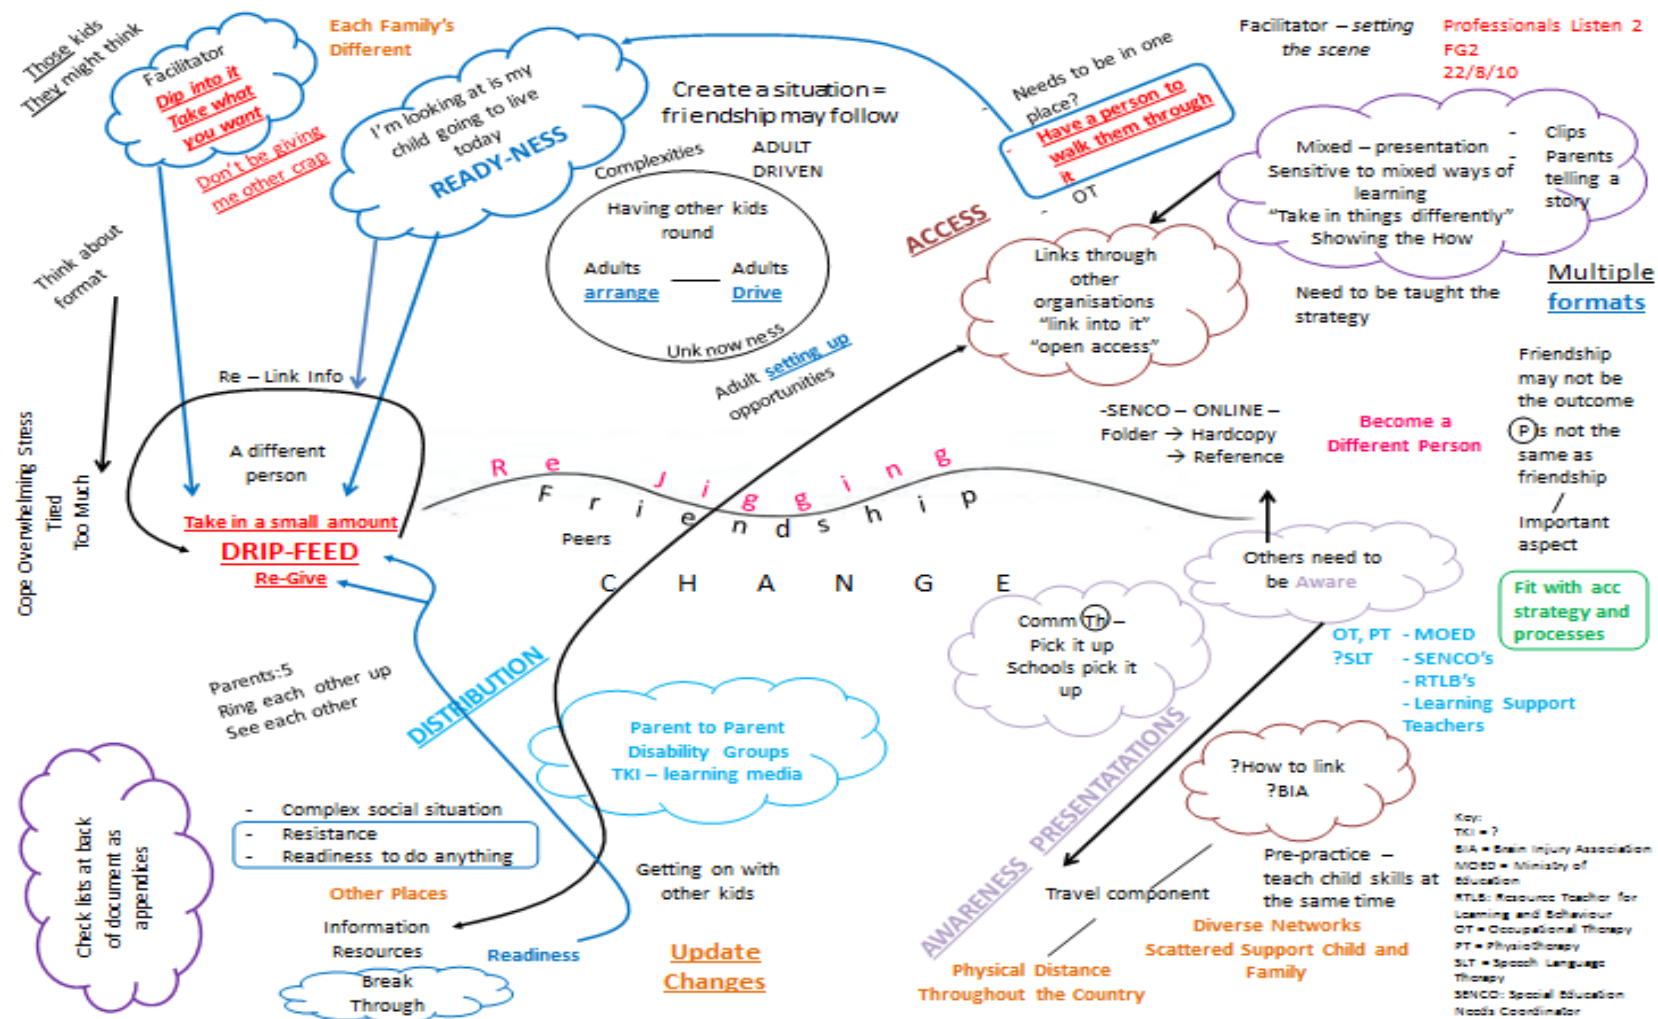 Those kids
They might think
Facilitator
Dip into it
Take what
you want
Don't be giving
me other crap
Each Family's
Different
I'm looking at is my
child going to live
today
READY-NESS
Create a situation =
friendship may follow
ADULT
DRIVEN
Complexities
Having other kids
round
Adults
arrange
Adults
Drive
Unknowness
Adult setting up
opportunities
- Needs to be in one
place?
- Have a person to
walk them through
it
- OT
ACCESS
Facilitator – setting
the scene
Professionals Listen 2
FG2
22/8/10
Mixed – presentation
Sensitive to mixed ways of
learning
"Take in things differently"
Showing the How
- Clips
- Parents
telling a
story
Links through
other
organisations
"link into it"
"open access"
Need to be taught the
strategy
Multiple
formats
Think about
format
Cope Overwhelming Stress
Tired
Too Much
Re – Link Info
A different
person
Take in a small amount
DRIP-FEED
Re-Give
Re Jigging
Friendship
Peers
CHANGE
-SENCO – ONLINE –
Folder → Hardcopy
→ Reference
Become a
Different Person
Friendship
may not be
the outcome
P is not the
same as
friendship
Important
aspect
Others need to
be Aware
Fit with acc
strategy and
processes
Comm Th –
Pick it up
Schools pick it
up
OT, PT - MOED
?SLT - SENCO's
- RTLB's
- Learning Support
Teachers
Parents:5
Ring each other up
See each other
DISTRIBUTION
Parent to Parent
Disability Groups
TKI – learning media
AWARENESS PRESENTATATIONS
?How to link
?BIA
Check lists at back
of document as
appendices
- Complex social situation
- Resistance
- Readiness to do anything
Other Places
Information
Resources
Break
Through
Readiness
Getting on with
other kids
Update
Changes
Travel component
Pre-practice –
teach child skills at
the same time
Diverse Networks
Scattered Support Child and
Family
Physical Distance
Throughout the Country
Key:
TKI = ?
BIA = Brain Injury Association
MOED = Ministry of
Education
RTLB: Resource Teacher for
Learning and Behaviour
OT = Occupational Therapy
PT = Physiotherapy
SLT = Speech Language
Therapy
SENCO: Special Education
Needs Coordinator